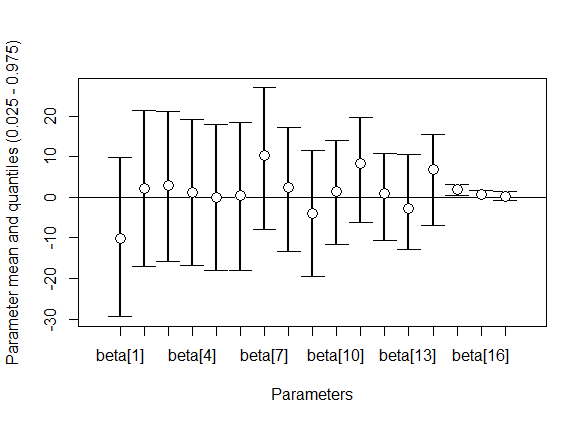 Parameter mean and quantiles (0.025 - 0.975)
20
10
0
-10
-20
-30
beta[1] beta[4] beta[7] beta[10] beta[13] beta[16]
Parameters